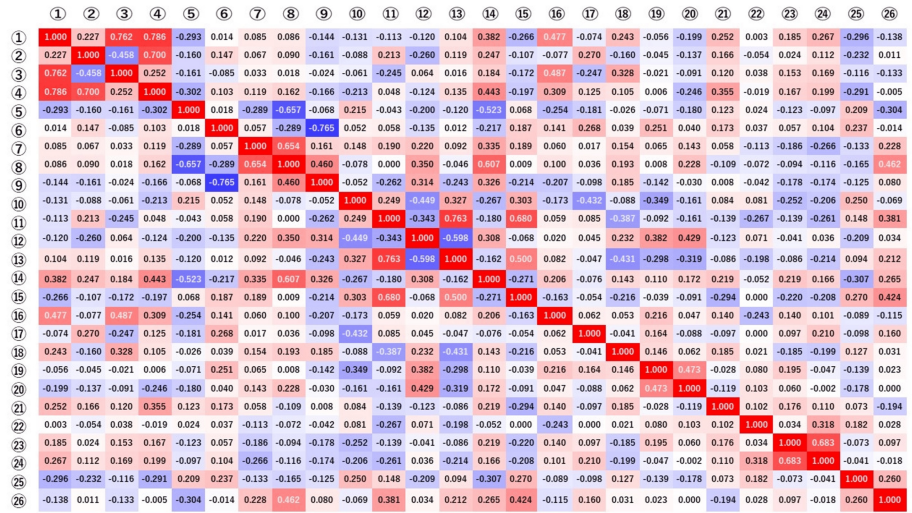 ① ② ③ ④ ⑤ ⑥ ⑦ ⑧ ⑨ ⑩ ⑪ ⑫ ⑬ ⑭ ⑮ ⑯ ⑰ ⑱ ⑲ ⑳ ㉑ ㉒ ㉓ ㉔ ㉕ ㉖
① 1.000 0.227 0.762 0.786 -0.293 0.014 0.085 0.086 -0.144 -0.131 -0.113 -0.120 0.104 0.382 -0.266 0.477 -0.074 0.243 -0.056 -0.199 0.252 0.003 0.185 0.267 -0.296 -0.138
② 0.227 1.000 -0.458 0.700 -0.160 0.147 0.067 0.090 -0.161 -0.088 0.213 -0.260 0.119 0.247 -0.107 -0.077 0.270 -0.160 -0.045 -0.137 0.166 -0.054 0.024 0.112 -0.232 0.011
③ 0.762 -0.458 1.000 0.252 -0.161 -0.085 0.033 0.018 -0.024 -0.061 -0.245 0.064 0.016 0.184 -0.172 0.487 -0.247 0.328 -0.021 -0.091 0.120 0.038 0.153 0.169 -0.116 -0.133
④ 0.786 0.700 0.252 1.000 -0.302 0.103 0.119 0.162 -0.166 -0.213 0.048 -0.124 0.135 0.443 -0.197 0.309 0.125 0.105 0.006 -0.246 0.355 -0.019 0.167 0.199 -0.291 -0.005
⑤ -0.293 -0.160 -0.161 -0.302 1.000 0.018 -0.289 -0.657 -0.068 0.215 -0.043 -0.200 -0.120 -0.523 0.068 -0.254 -0.181 -0.026 -0.071 -0.180 0.123 0.024 -0.123 -0.097 0.209 -0.304
⑥ 0.014 0.147 -0.085 0.103 0.018 1.000 0.057 -0.289 -0.765 0.052 0.058 -0.135 0.012 -0.217 0.187 0.141 0.268 0.039 0.251 0.040 0.173 0.037 0.057 0.104 0.237 -0.014
⑦ 0.085 0.067 0.033 0.119 -0.289 0.057 1.000 0.654 0.161 0.148 0.190 0.220 0.092 0.335 0.189 0.060 0.017 0.154 0.065 0.143 0.058 -0.113 -0.186 -0.266 -0.133 0.228
⑧ 0.086 0.090 0.018 0.162 -0.657 -0.289 0.654 1.000 0.460 -0.078 0.000 0.350 -0.046 0.607 0.009 0.100 0.036 0.193 0.008 0.228 -0.109 -0.072 -0.094 -0.116 -0.165 0.462
⑨ -0.144 -0.161 -0.024 -0.166 -0.068 -0.765 0.161 0.460 1.000 -0.052 -0.262 0.314 -0.243 0.326 -0.214 -0.207 -0.098 0.185 -0.142 -0.030 0.008 -0.042 -0.178 -0.174 -0.125 0.080
⑩ -0.131 -0.088 -0.061 -0.213 0.215 0.052 0.148 -0.078 -0.052 1.000 0.249 -0.449 0.327 -0.267 0.303 -0.173 -0.432 -0.088 -0.349 -0.161 0.084 0.081 -0.252 -0.206 0.250 -0.069
⑪ -0.113 0.213 -0.245 0.048 -0.043 0.058 0.190 0.000 -0.262 0.249 1.000 -0.343 0.763 -0.180 0.680 0.059 0.085 -0.387 -0.092 -0.161 -0.139 -0.267 -0.139 -0.261 0.148 0.381
⑫ -0.120 -0.260 0.064 -0.124 -0.200 -0.135 0.220 0.350 0.314 -0.449 -0.343 1.000 -0.598 0.308 -0.068 0.020 0.045 0.232 0.382 0.429 -0.123 0.071 -0.041 0.036 -0.209 0.034
⑬ 0.104 0.119 0.016 0.135 -0.120 0.012 0.092 -0.046 -0.243 0.327 0.763 -0.598 1.000 -0.162 0.500 0.082 -0.047 -0.431 -0.298 -0.319 -0.086 -0.198 -0.086 -0.214 0.094 0.212
⑭ 0.382 0.247 0.184 0.443 -0.523 -0.217 0.335 0.607 0.326 -0.267 -0.180 0.308 -0.162 1.000 -0.271 0.206 -0.076 0.143 0.110 0.172 0.219 -0.052 0.219 0.166 -0.307 0.265
⑮ -0.266 -0.107 -0.172 -0.197 0.068 0.187 0.189 0.009 -0.214 0.303 0.680 -0.068 0.500 -0.271 1.000 -0.163 -0.054 -0.216 -0.039 -0.091 -0.294 0.000 -0.220 -0.208 0.270 0.424
⑯ 0.477 -0.077 0.487 0.309 -0.254 0.141 0.060 0.100 -0.207 -0.173 0.059 0.020 0.082 0.206 -0.163 1.000 0.062 0.053 0.216 0.047 0.140 -0.243 0.140 0.101 -0.089 -0.115
⑰ -0.074 0.270 -0.247 0.125 -0.181 0.268 0.017 0.036 -0.098 -0.432 0.085 0.045 -0.047 -0.076 -0.054 0.062 1.000 -0.041 0.164 -0.088 -0.097 0.000 0.097 0.210 -0.098 0.160
⑱ 0.243 -0.160 0.328 0.105 -0.026 0.039 0.154 0.193 0.185 -0.088 -0.387 0.232 -0.431 0.143 -0.216 0.053 -0.041 1.000 0.146 0.062 0.185 0.021 -0.185 -0.199 0.127 0.031
⑲ -0.056 -0.045 -0.021 0.006 -0.071 0.251 0.065 0.008 -0.142 -0.349 -0.092 0.382 -0.298 0.110 -0.039 0.216 0.164 0.146 1.000 0.473 -0.028 0.080 0.195 -0.047 -0.139 0.023
⑳ -0.199 -0.137 -0.091 -0.246 -0.180 0.040 0.143 0.228 -0.030 -0.161 -0.161 0.429 -0.319 0.172 -0.091 0.047 -0.088 0.062 0.473 1.000 -0.119 0.103 0.060 -0.002 -0.178 0.000
㉑ 0.252 0.166 0.120 0.355 0.123 0.173 0.058 -0.109 0.008 0.084 -0.139 -0.123 -0.086 0.219 -0.294 0.140 -0.097 0.185 -0.028 -0.119 1.000 0.102 0.176 0.110 0.073 -0.194
㉒ 0.003 -0.054 0.038 -0.019 0.024 0.037 -0.113 -0.072 -0.042 0.081 -0.267 0.071 -0.198 -0.052 0.000 -0.243 0.000 0.021 0.080 0.103 0.102 1.000 0.034 0.318 0.182 0.028
㉓ 0.185 0.024 0.153 0.167 -0.123 0.057 -0.186 -0.094 -0.178 -0.252 -0.139 -0.041 -0.086 0.219 -0.220 0.140 0.097 -0.185 0.195 0.060 0.176 0.034 1.000 0.683 -0.073 0.097
㉔ 0.267 0.112 0.169 0.199 -0.097 0.104 -0.266 -0.116 -0.174 -0.206 -0.261 0.036 -0.214 0.166 -0.208 0.101 0.210 -0.199 -0.047 -0.002 0.110 0.318 0.683 1.000 -0.041 -0.018
㉕ -0.296 -0.232 -0.116 -0.291 0.209 0.237 -0.133 -0.165 -0.125 0.250 0.148 -0.209 0.094 -0.307 0.270 -0.089 -0.098 0.127 -0.139 -0.178 0.073 0.182 -0.073 -0.041 1.000 0.260
㉖ -0.138 0.011 -0.133 -0.005 -0.304 -0.014 0.228 0.462 0.080 -0.069 0.381 0.034 0.212 0.265 0.424 -0.115 0.160 0.031 0.023 0.000 -0.194 0.028 0.097 -0.018 0.260 1.000